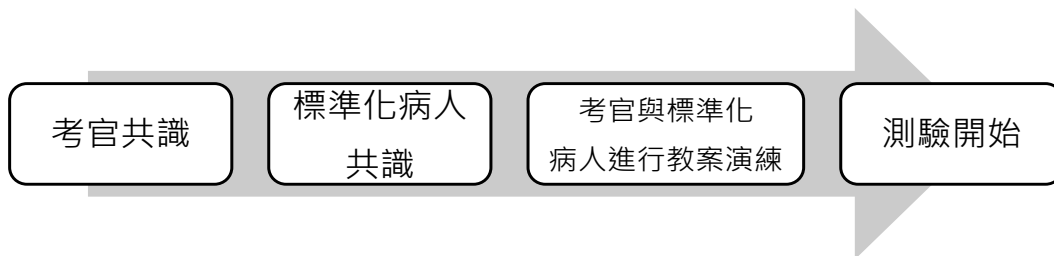 考官共識
標準化病人
共識
考官與標準化
病人進行教案演練
測驗開始